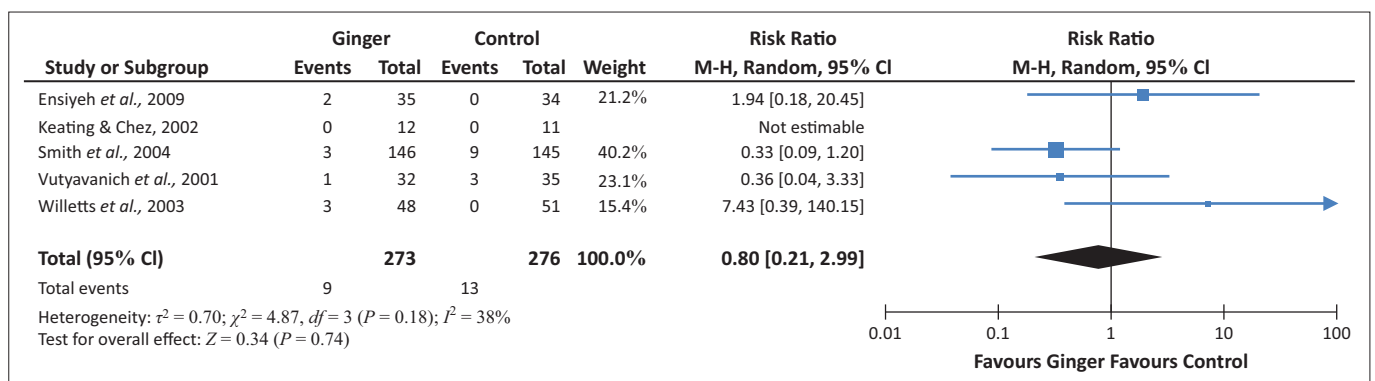 Ginger Control Risk Ratio Risk Ratio
Study or Subgroup Events Total Events Total Weight M-H, Random, 95% CI M-H, Random, 95% CI
Ensiyeh et al., 2009 2 35 0 34 21.2% 1.94 [0.18, 20.45]
Keating & Chez, 2002 0 12 0 11 Not estimable
Smith et al., 2004 3 146 9 145 40.2% 0.33 [0.09, 1.20]
Vutyavanich et al., 2001 1 32 3 35 23.1% 0.36 [0.04, 3.33]
Willetts et al., 2003 3 48 0 51 15.4% 7.43 [0.39, 140.15]
Total (95% CI) 273 276 100.0% 0.80 [0.21, 2.99]
Total events 9 13
Heterogeneity: τ² = 0.70; χ² = 4.87, df = 3 (P = 0.18); I² = 38%
Test for overall effect: Z = 0.34 (P = 0.74)
0.01 0.1 1 10 100
Favours Ginger Favours Control